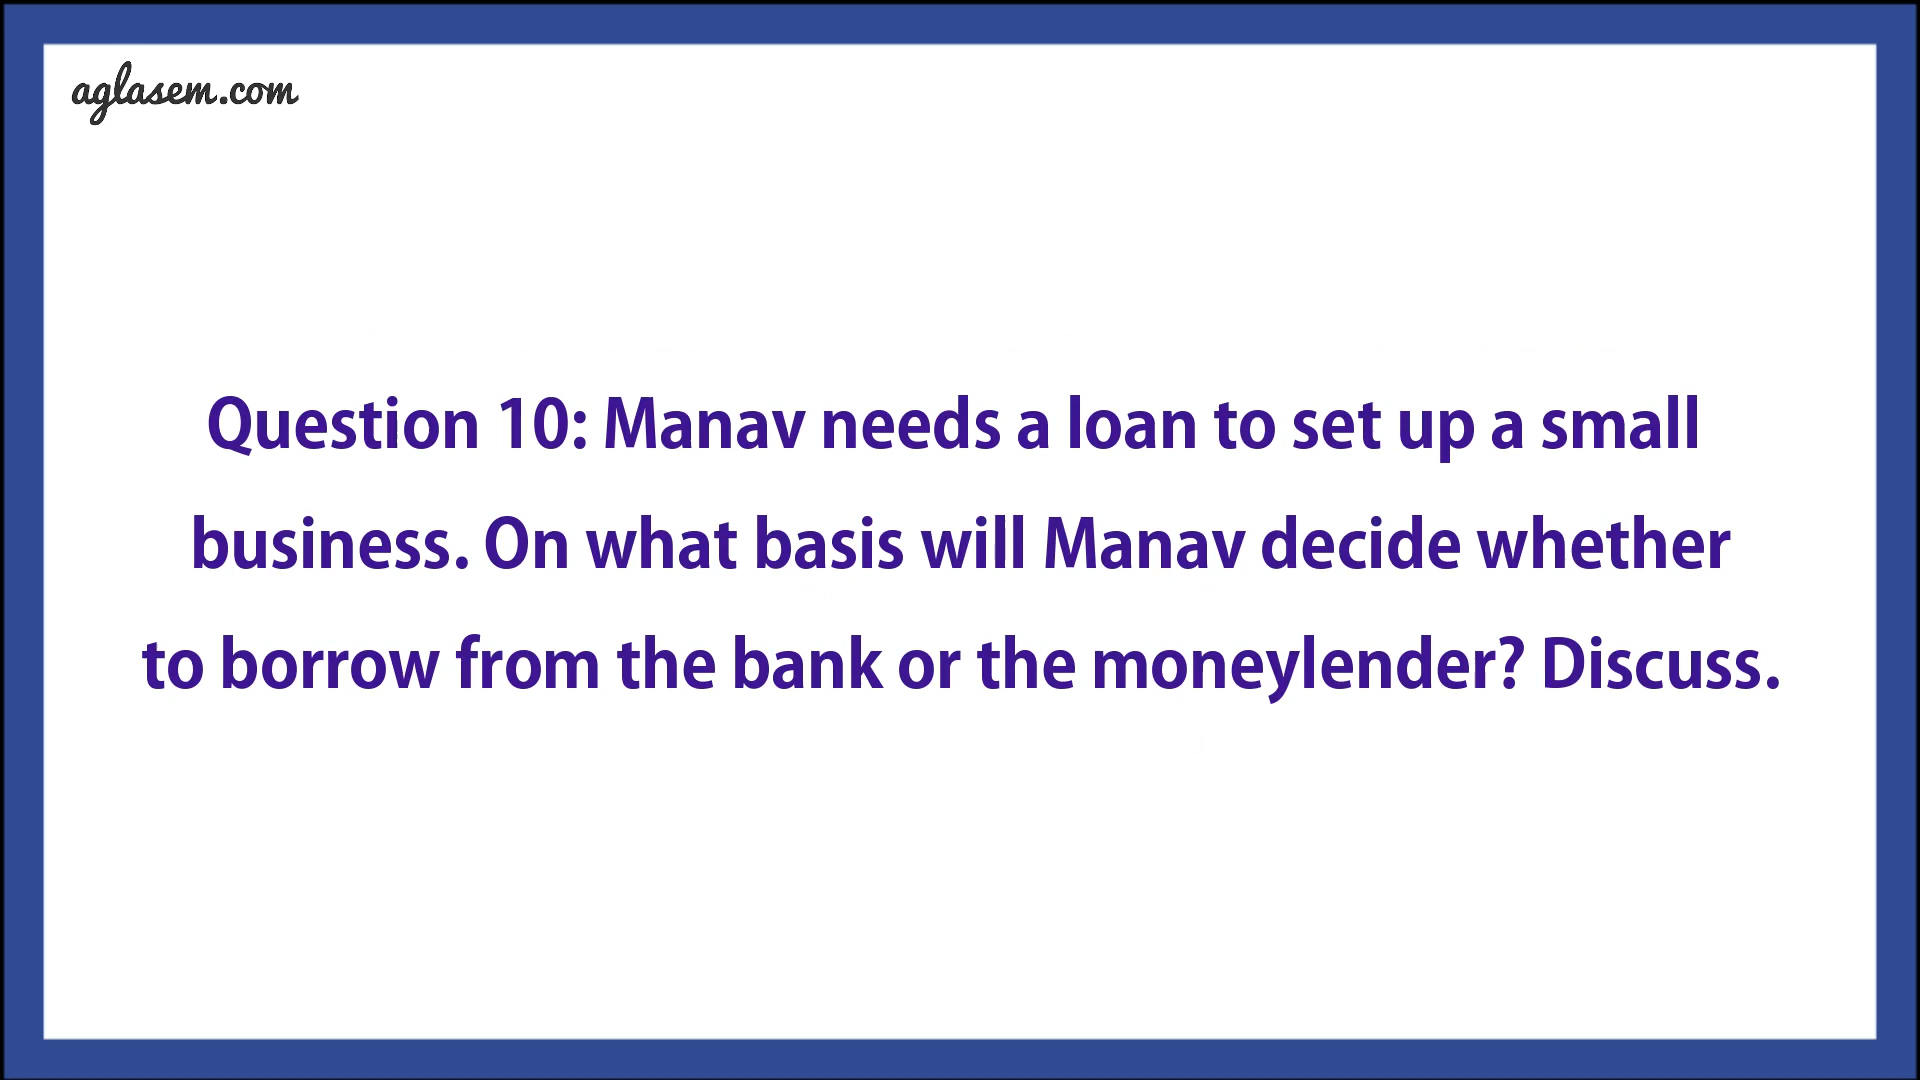 aglasem.com
Question 10: Manav needs a loan to set up a small
business. On what basis will Manav decide whether
to borrow from the bank or the moneylender? Discuss.